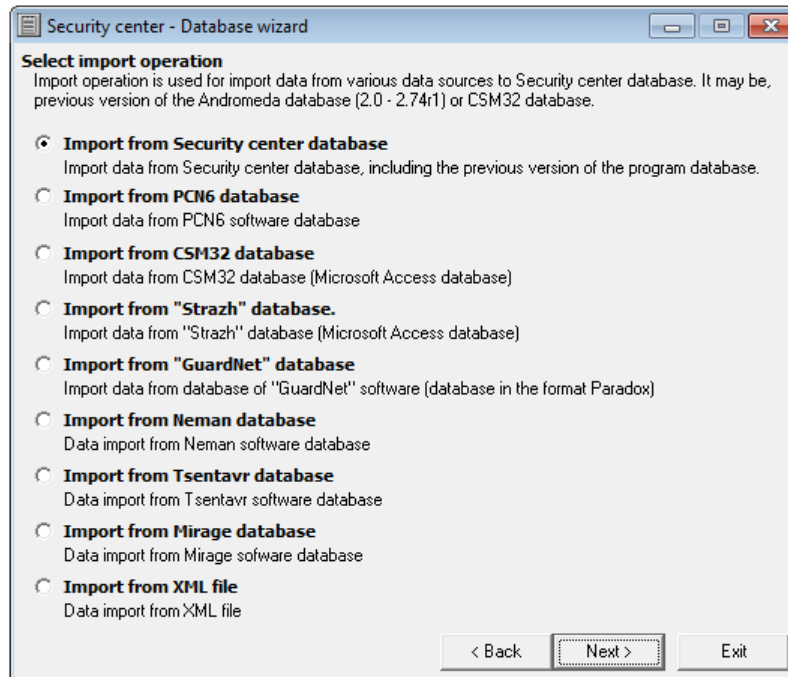 Security center - Database wizard
Select import operation
Import operation is used for import data from various data sources to Security center database. It may be,
previous version of the Andromeda database (2.0 - 2.74r1) or CSM32 database.
Import from Security center database
Import data from Security center database, including the previous version of the program database.
Import from PCN6 database
Import data from PCN6 software database
Import from CSM32 database
Import data from CSM32 database (Microsoft Access database)
Import from "Strazh" database.
Import data from "Strazh" database (Microsoft Access database)
Import from "GuardNet" database
Import data from database of "GuardNet" software (database in the format Paradox)
Import from Neman database
Data import from Neman software database
Import from Tsentavr database
Data import from Tsentavr software database
Import from Mirage database
Data import from Mirage sofware database
Import from XML file
Data import from XML file
< Back Next > Exit